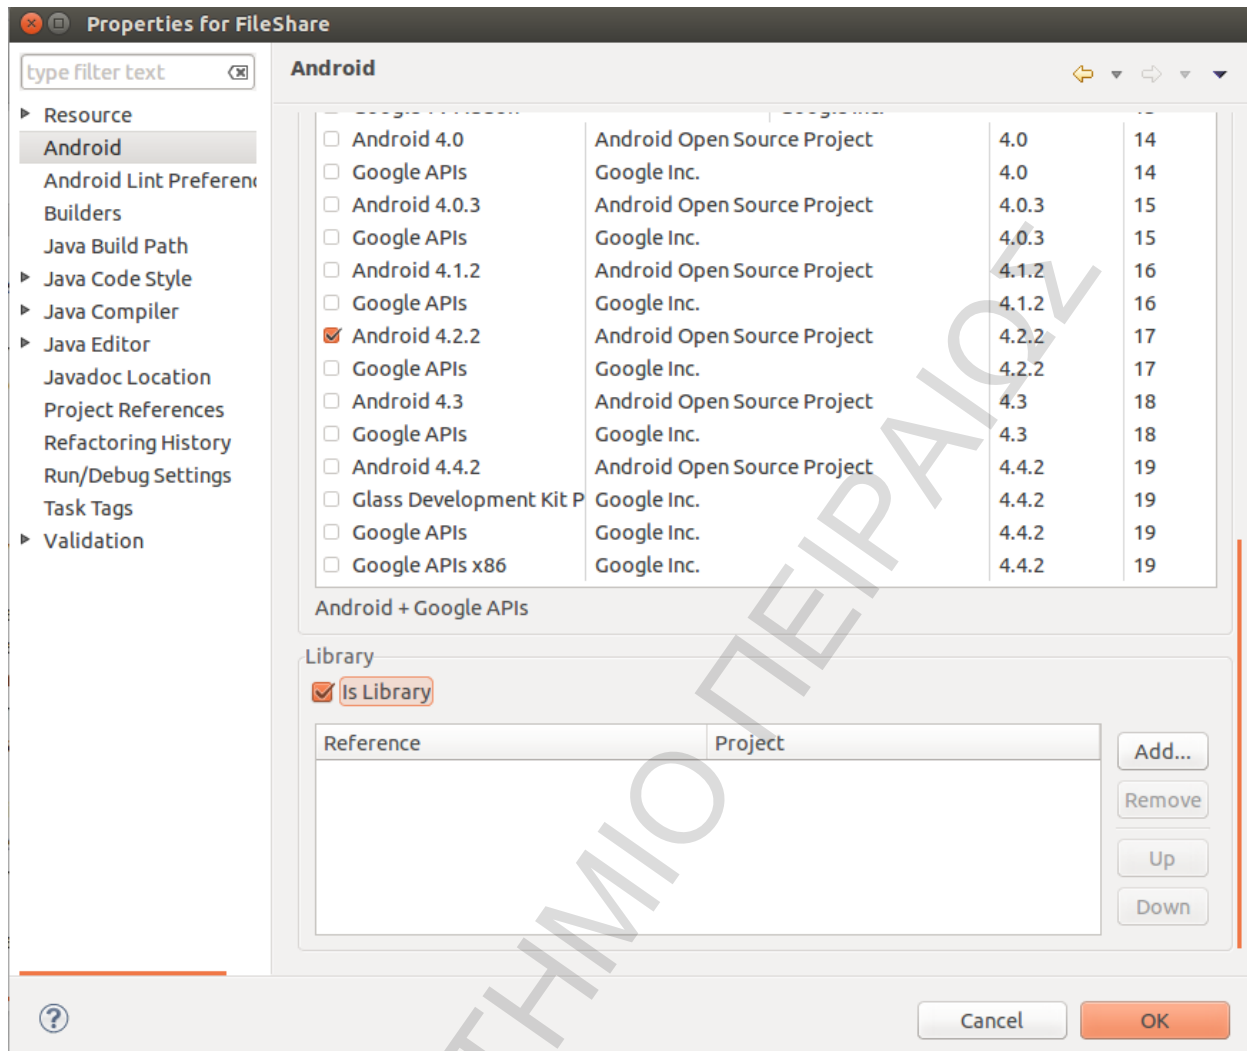 Properties for FileShare
type filter text
Resource
Android
Android Lint Preferenc
Builders
Java Build Path
Java Code Style
Java Compiler
Java Editor
Javadoc Location
Project References
Refactoring History
Run/Debug Settings
Task Tags
Validation
Android
Android 4.0 Android Open Source Project 4.0 14
Google APIs Google Inc. 4.0 14
Android 4.0.3 Android Open Source Project 4.0.3 15
Google APIs Google Inc. 4.0.3 15
Android 4.1.2 Android Open Source Project 4.1.2 16
Google APIs Google Inc. 4.1.2 16
Android 4.2.2 Android Open Source Project 4.2.2 17
Google APIs Google Inc. 4.2.2 17
Android 4.3 Android Open Source Project 4.3 18
Google APIs Google Inc. 4.3 18
Android 4.4.2 Android Open Source Project 4.4.2 19
Glass Development Kit P Google Inc. 4.4.2 19
Google APIs Google Inc. 4.4.2 19
Google APIs x86 Google Inc. 4.4.2 19
Android + Google APIs
Library
Is Library
Reference Project
Add...
Remove
Up
Down
Cancel OK
ΤΗΜΙΟ ΠΕΙΡΑΙΩΣ